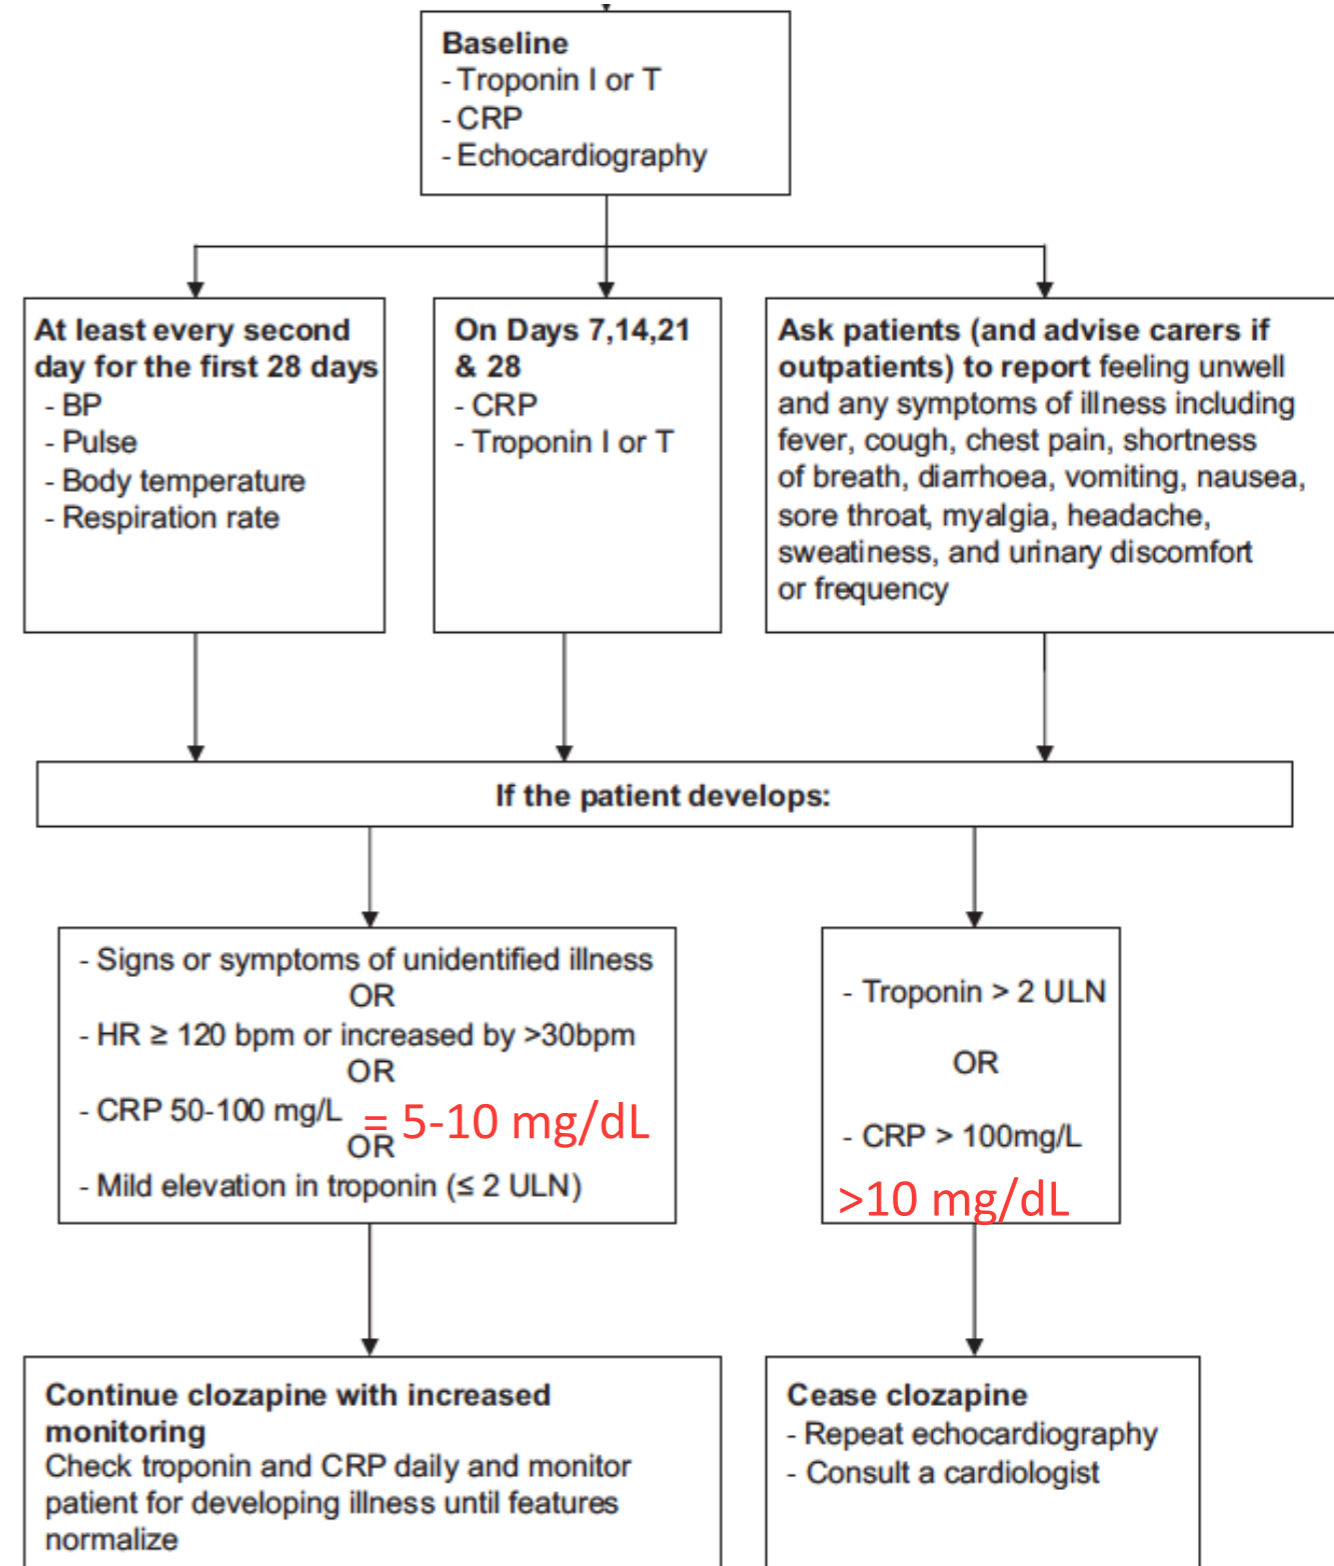 Baseline
- Troponin I or T
- CRP
- Echocardiography
At least every second
day for the first 28 days
- BP
- Pulse
- Body temperature
- Respiration rate
On Days 7,14,21
& 28
- CRP
- Troponin I or T
Ask patients (and advise carers if
outpatients) to report feeling unwell
and any symptoms of illness including
fever, cough, chest pain, shortness
of breath, diarrhoea, vomiting, nausea,
sore throat, myalgia, headache,
sweatiness, and urinary discomfort
or frequency
If the patient develops:
- Signs or symptoms of unidentified illness
OR
- HR ≥ 120 bpm or increased by >30bpm
OR
- CRP 50-100 mg/L = 5-10 mg/dL
OR
- Mild elevation in troponin (≤ 2 ULN)
- Troponin > 2 ULN
OR
- CRP > 100mg/L
>10 mg/dL
Continue clozapine with increased
monitoring
Check troponin and CRP daily and monitor
patient for developing illness until features
normalize
Cease clozapine
- Repeat echocardiography
- Consult a cardiologist